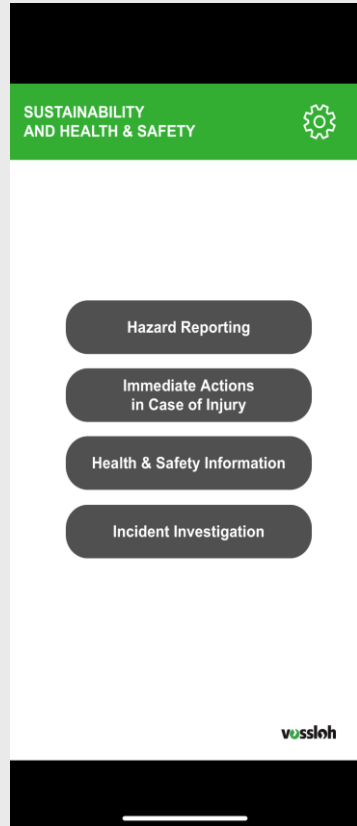 SUSTAINABILITY
AND HEALTH & SAFETY
Hazard Reporting
Immediate Actions
in Case of Injury
Health & Safety Information
Incident Investigation
vossloh